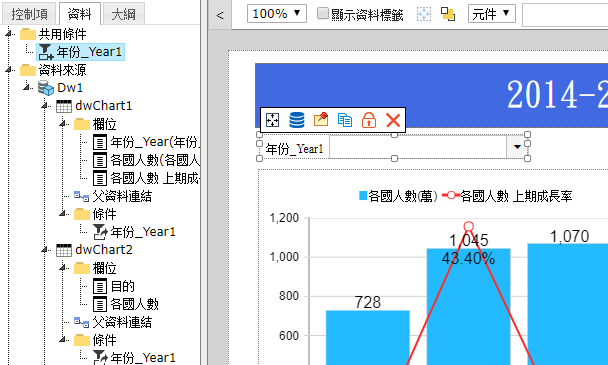 控制項 資料 大綱
共用條件
年份_Year1
資料來源
Dw1
dwChart1
欄位
年份_Year(年份_
各國人數(各國人
各國人數 上期成
父資料連結
條件
年份_Year1
dwChart2
欄位
目的
各國人數
父資料連結
條件
年份_Year1
< 100% 顯示資料標籤 元件
2014-2
年份_Year1
各國人數(萬) 各國人數 上期成長率
1,200
1,000
800
600
728
1,045
43.40%
1,070